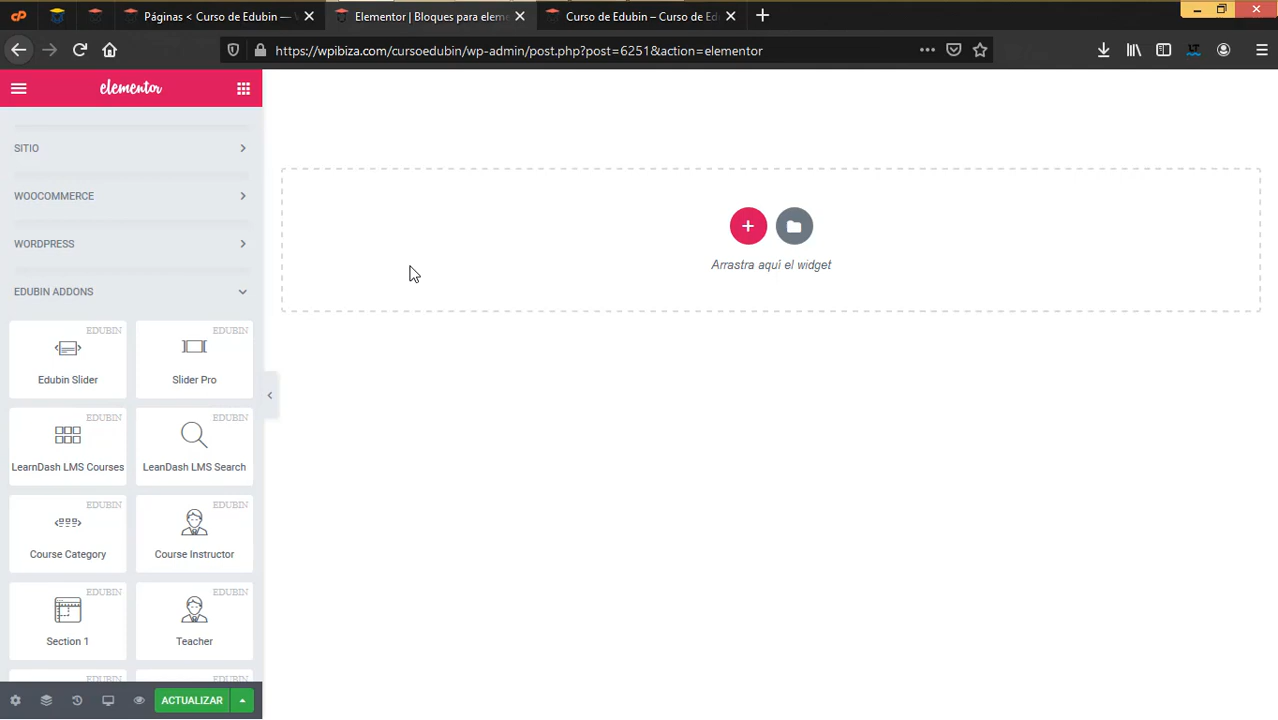 Páginas < Curso de Edubin —
Elementor | Bloques para eleme
Curso de Edubin – Curso de Ed
https://wpibiza.com/cursoedubin/wp-admin/post.php?post=6251&action=elementor
elementor
SITIO
WOOCOMMERCE
WORDPRESS
EDUBIN ADDONS
EDUBIN
Edubin Slider
EDUBIN
Slider Pro
EDUBIN
LearnDash LMS Courses
EDUBIN
LeanDash LMS Search
EDUBIN
Course Category
EDUBIN
Course Instructor
EDUBIN
Section 1
EDUBIN
Teacher
EDUBIN
EDUBIN
ACTUALIZAR
Arrastra aquí el widget